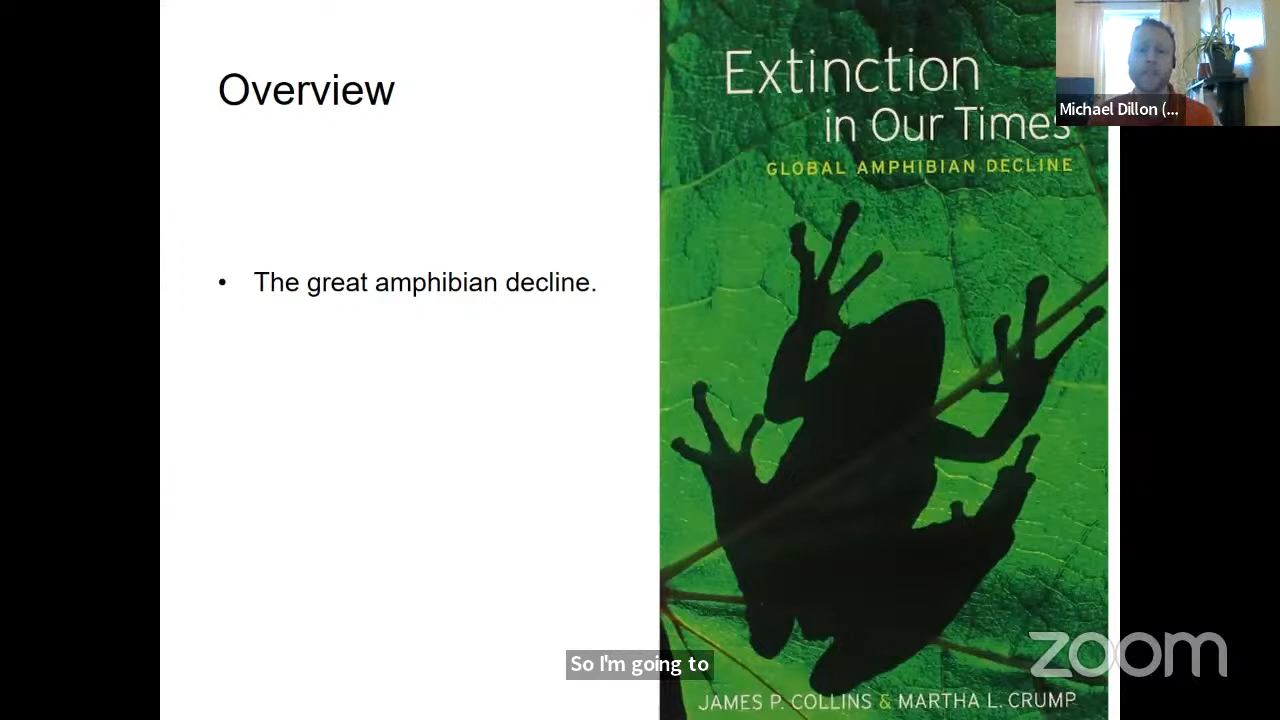 Overview
• The great amphibian decline.
Extinction
in Our Times
GLOBAL AMPHIBIAN DECLINE
JAMES P. COLLINS & MARTHA L. CRUMP
Michael Dillon (...
So I'm going to
zoom